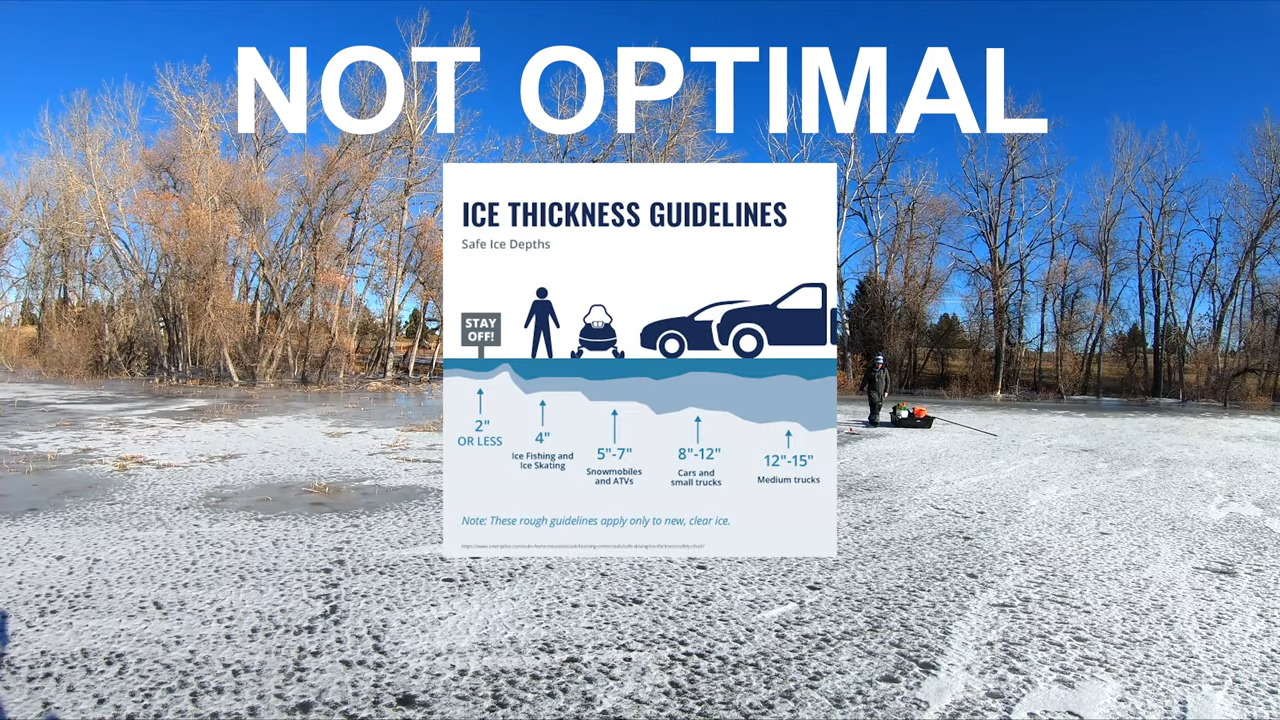 NOT OPTIMAL
ICE THICKNESS GUIDELINES
Safe Ice Depths
STAY
OFF!
2"
OR LESS
4"
Ice Fishing and
Ice Skating
5"-7"
Snowmobiles
and ATVs
8"-12"
Cars and
small trucks
12"-15"
Medium trucks
Note: These rough guidelines apply only to new, clear ice.